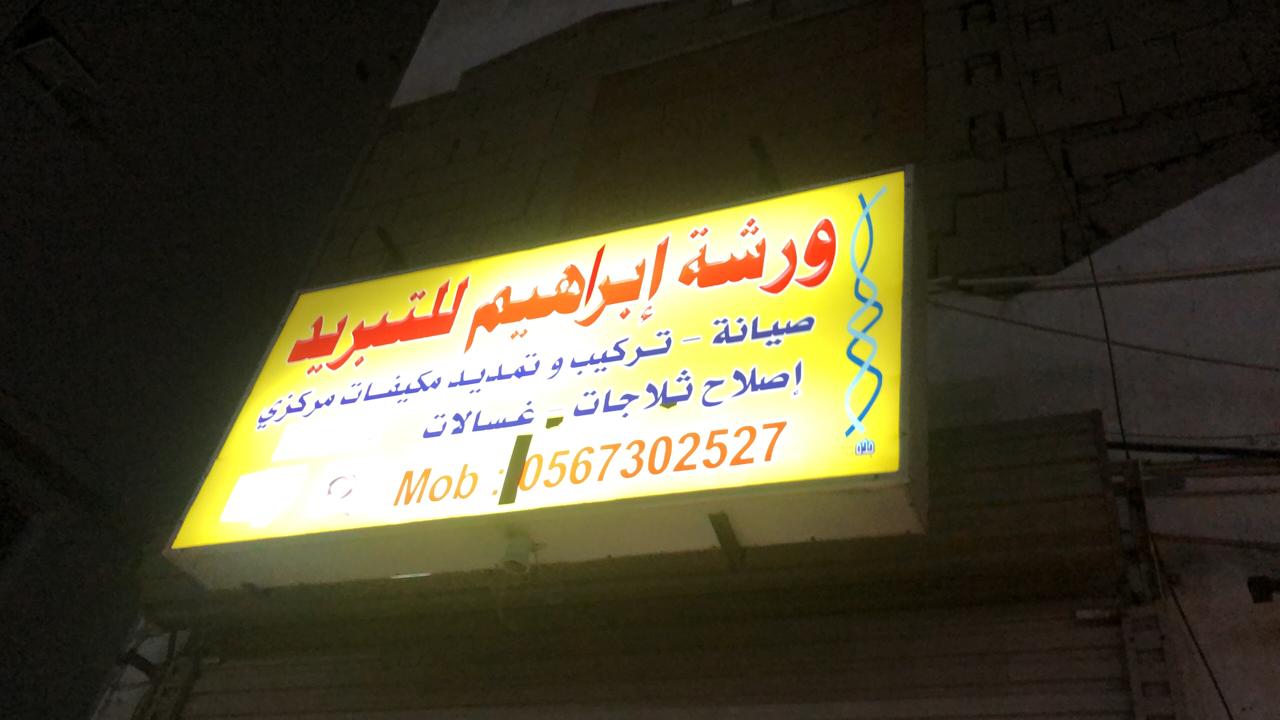 ورشة إبراهيم للتبريد
صيانة - تركيب و تمديد مكيفات مركزي
إصلاح ثلاجات - غسالات
Mob : 0567302527